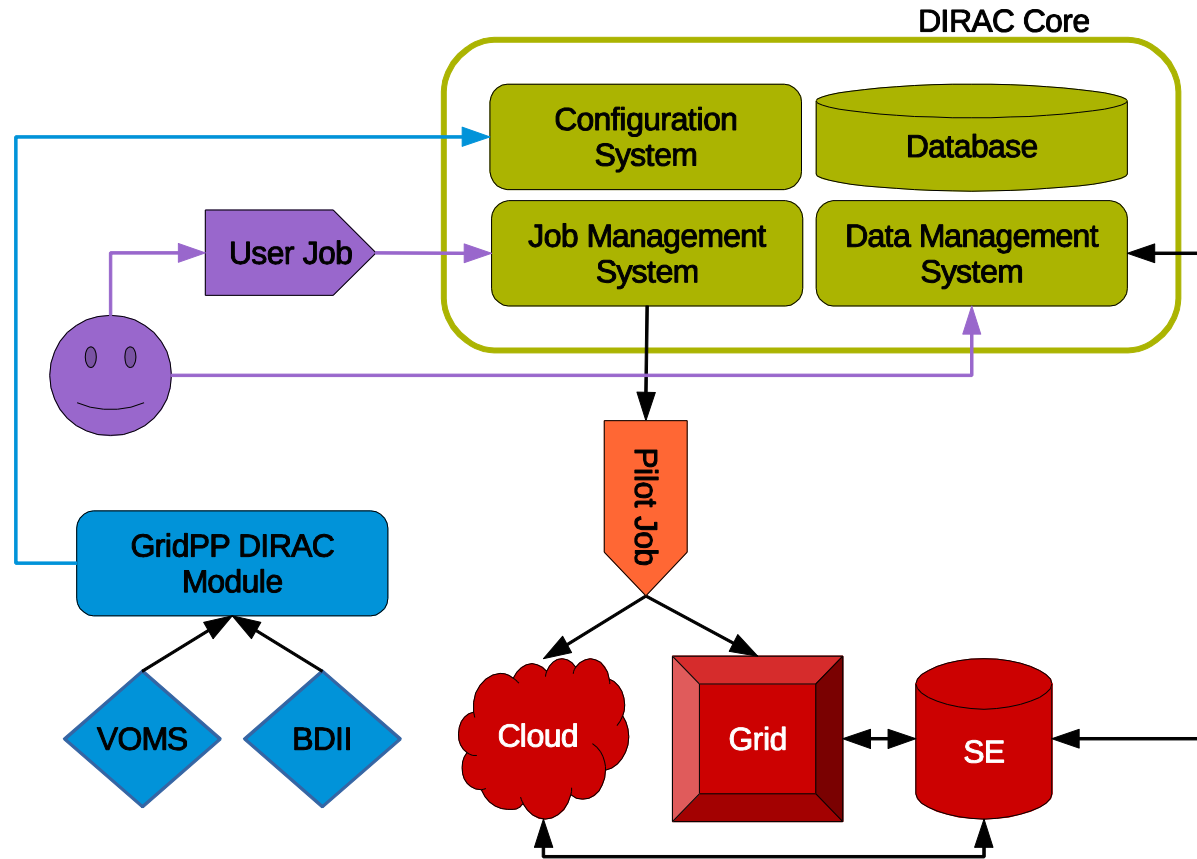 DIRAC Core
Configuration
System
Database
User Job
Job Management
System
Data Management
System
Pilot Job
GridPP DIRAC
Module
VOMS
BDII
Cloud
Grid
SE